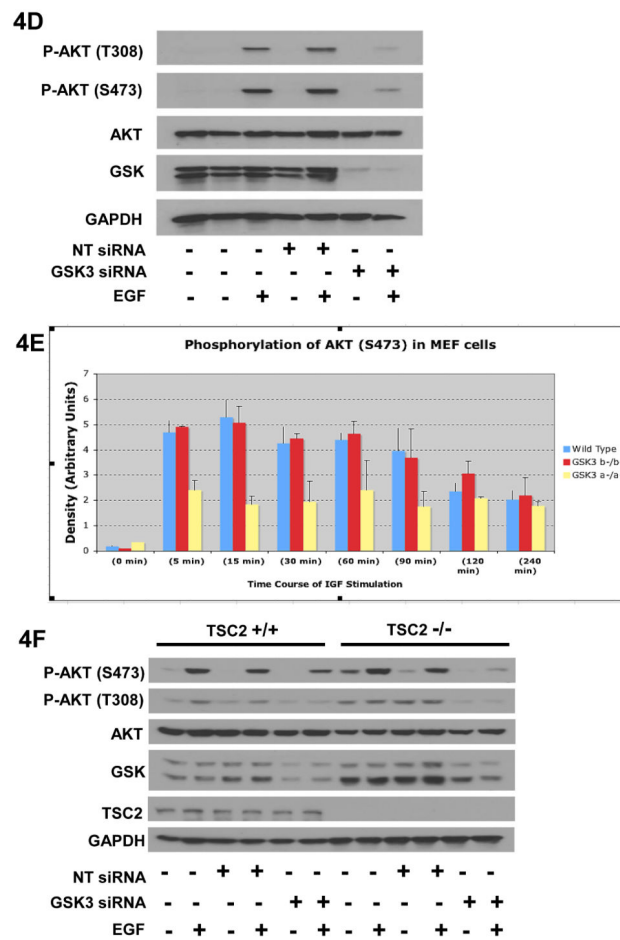 4D
P-AKT (T308)
P-AKT (S473)
AKT
GSK
GAPDH
NT siRNA - - - + + - -
GSK3 siRNA - - - - - + +
EGF - - + - + - +
4E
Phosphorylation of AKT (S473) in MEF cells
Density (Arbitrary Units)
7
6
5
4
3
2
1
0
(0 min) (5 min) (15 min) (30 min) (60 min) (90 min) (120 min) (240 min)
Time Course of IGF Stimulation
Wild Type
GSK3 b-/b
GSK3 a-/a
4F
TSC2 +/+ TSC2 -/-
P-AKT (S473)
P-AKT (T308)
AKT
GSK
TSC2
GAPDH
NT siRNA - - + + - - - - + + - -
GSK3 siRNA - - - - + + - - - - + +
EGF - + - + - + - + - + - +